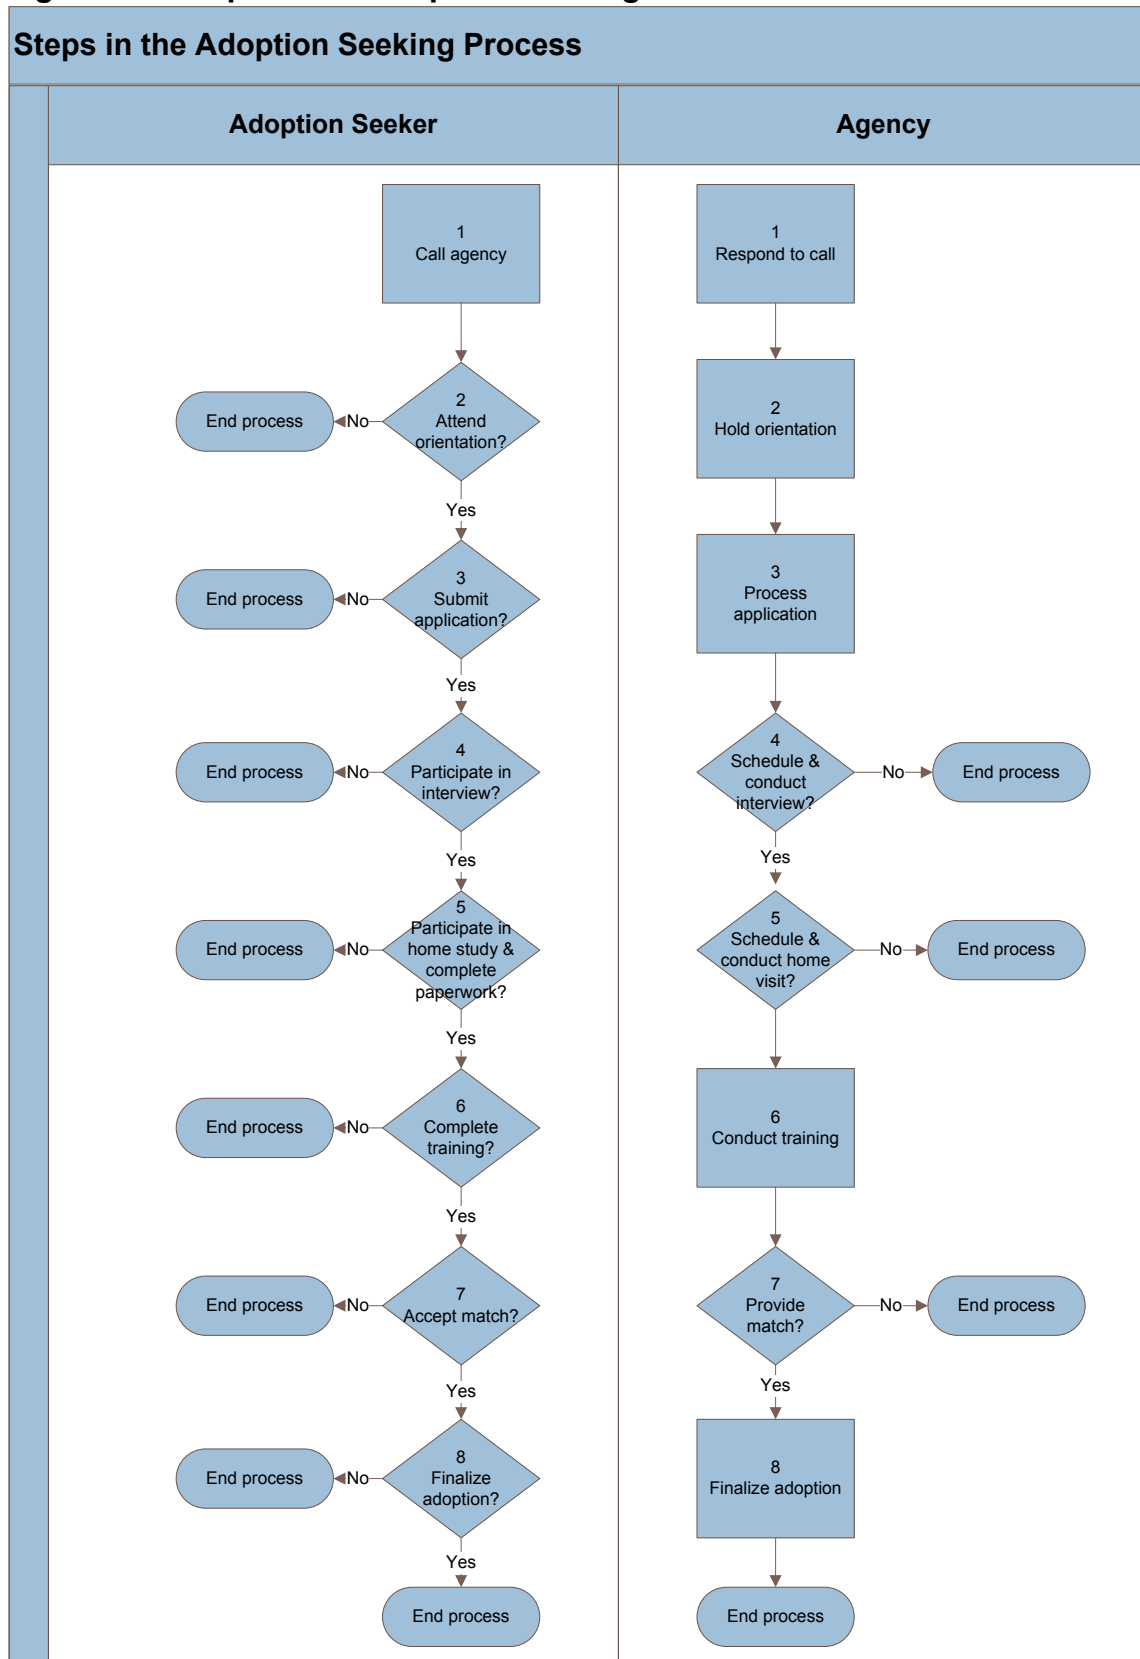 Steps in the Adoption Seeking Process
Adoption Seeker
Agency
1
Call agency
1
Respond to call
2
Attend
orientation?
No
End process
Yes
2
Hold orientation
3
Submit
application?
No
End process
Yes
3
Process
application
4
Participate in
interview?
No
End process
Yes
4
Schedule &
conduct
interview?
No
End process
Yes
5
Participate in
home study &
complete
paperwork?
No
End process
Yes
5
Schedule &
conduct home
visit?
No
End process
6
Complete
training?
No
End process
Yes
6
Conduct training
7
Accept match?
No
End process
Yes
7
Provide
match?
No
End process
Yes
8
Finalize
adoption?
No
End process
Yes
8
Finalize adoption
End process
End process